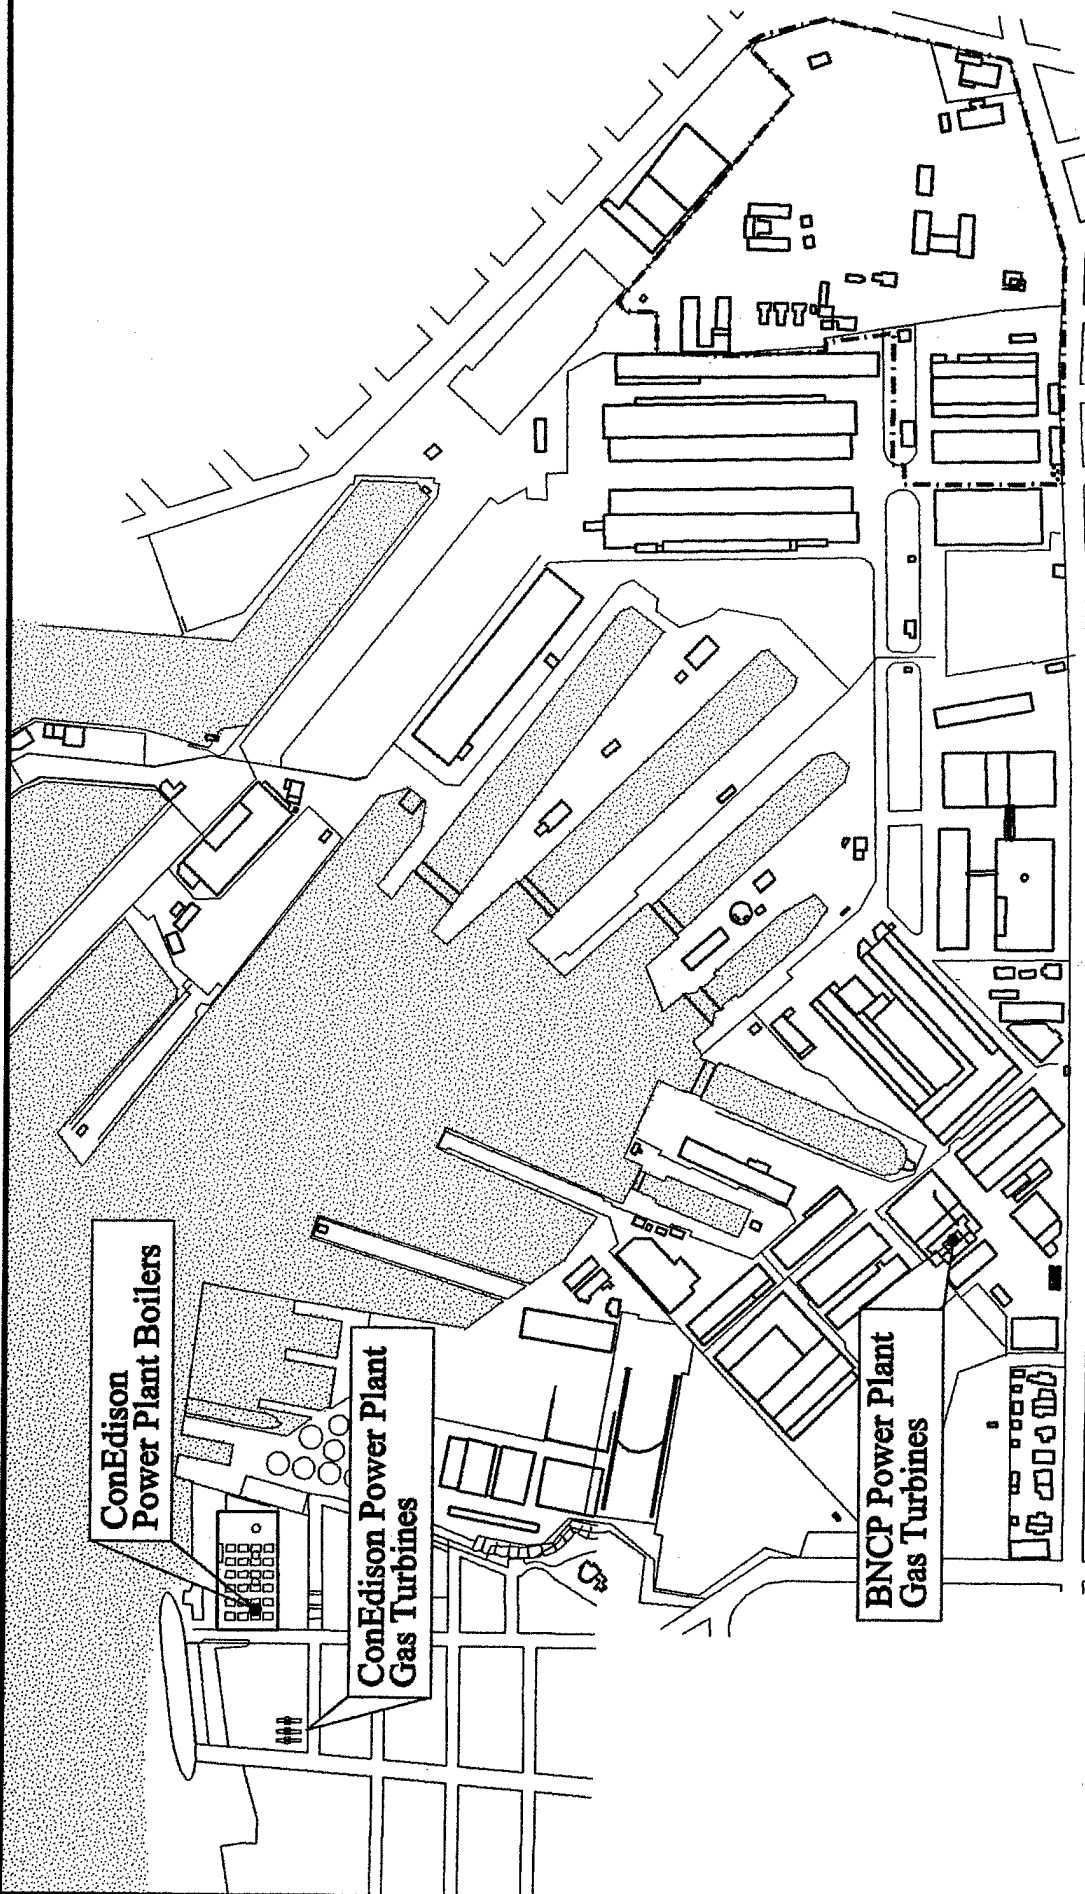 ConEdison
Power Plant Boilers
ConEdison Power Plant
Gas Turbines
BNCP Power Plant
Gas Turbines